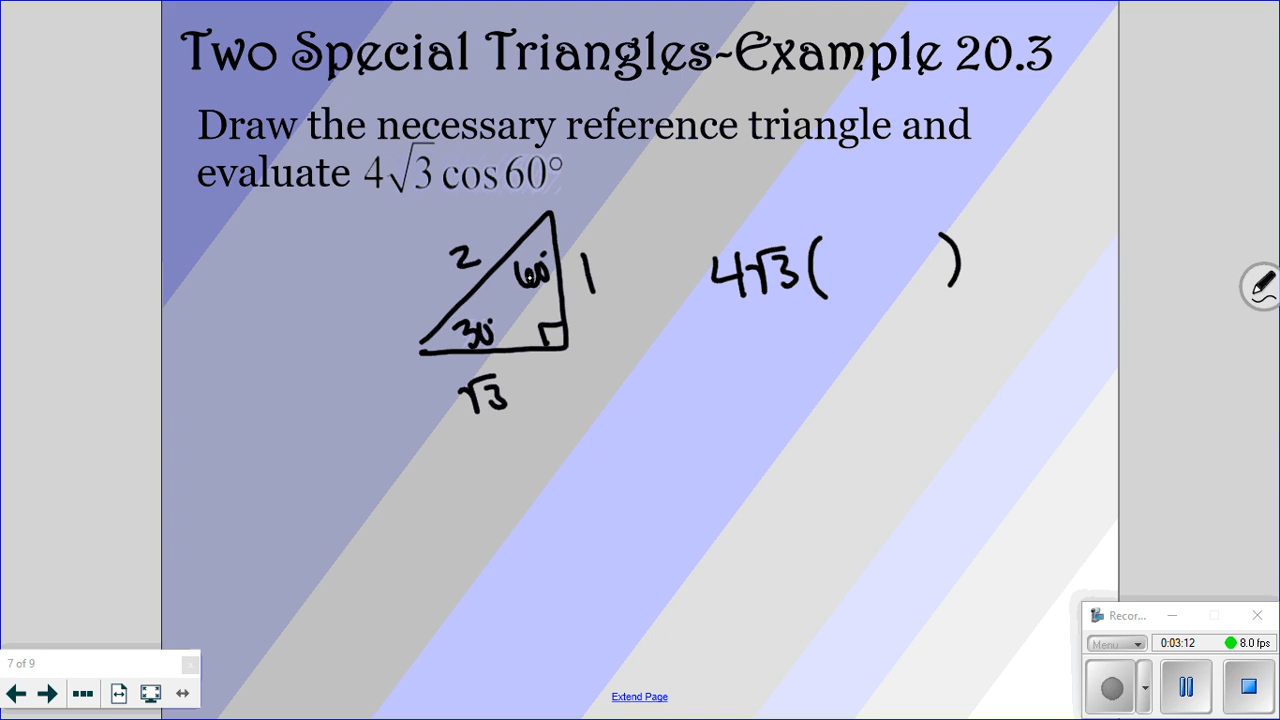 Two Special Triangles-Example 20.3
Draw the necessary reference triangle and
evaluate 4√3 cos 60°
2
60°
1
4√3 (          )
30°
√3
Recor...
Menu
0:03:12
8.0 fps
7 of 9
Extend Page